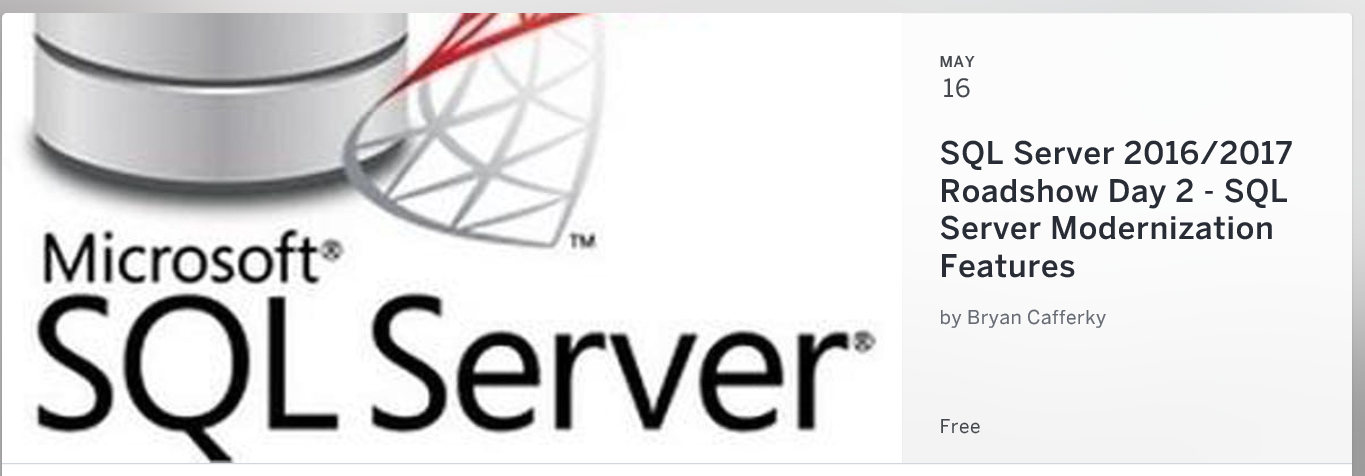 ™
Microsoft®
SQL Server®
MAY
16
SQL Server 2016/2017
Roadshow Day 2 - SQL
Server Modernization
Features
by Bryan Cafferky
Free